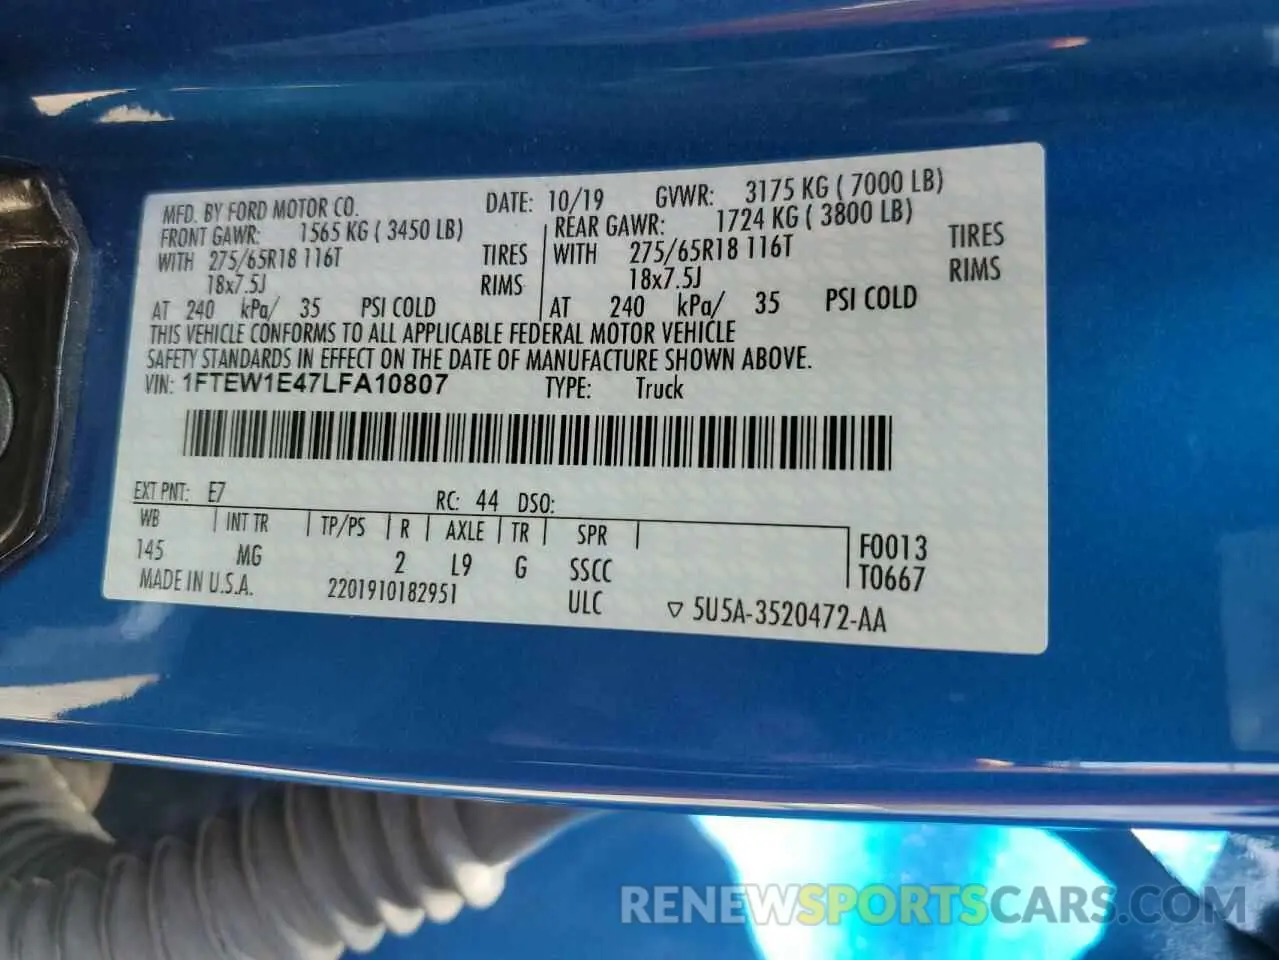 MFD. BY FORD MOTOR CO. DATE: 10/19 GVWR: 3175 KG ( 7000 LB)
FRONT GAWR: 1565 KG ( 3450 LB) REAR GAWR: 1724 KG ( 3800 LB)
WITH 275/65R18 116T TIRES WITH 275/65R18 116T TIRES
18x7.5J RIMS 18x7.5J RIMS
AT 240 kPa/ 35 PSI COLD AT 240 kPa/ 35 PSI COLD
THIS VEHICLE CONFORMS TO ALL APPLICABLE FEDERAL MOTOR VEHICLE
SAFETY STANDARDS IN EFFECT ON THE DATE OF MANUFACTURE SHOWN ABOVE.
VIN: 1FTEW1E47LFA10807 TYPE: Truck
EXT PNT: E7 RC: 44 DSO:
WB INT TR TP/PS R AXLE TR SPR F0013
145 MG 2 L9 G SSCC T0667
MADE IN U.S.A. 2201910182951 ULC ▽ 5U5A-3520472-AA
RENEWSPORTSCARS.COM